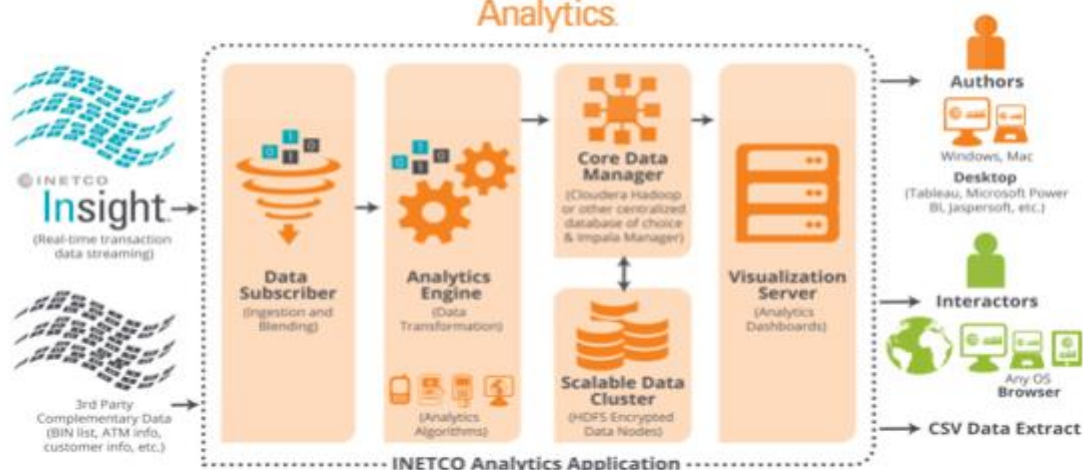 Analytics.
INETCO
Insight
(Real-time transaction
data streaming)
3rd Party
Complementary Data
(BIN list, ATM info,
customer info, etc.)
Data
Subscriber
(Ingestion and
Blending)
Analytics
Engine
(Data
Transformation)
(Analytics
Algorithms)
Core Data
Manager
(Cloudera Hadoop
or other centralized
database of choice
& Impala Manager)
Scalable Data
Cluster
(HDFS Encrypted
Data Nodes)
Visualization
Server
(Analytics
Dashboards)
Authors
Windows, Mac
Desktop
(Tableau, Microsoft Power
BI, Jaspersoft, etc.)
Interactors
Any OS
Browser
CSV Data Extract
INETCO Analytics Application